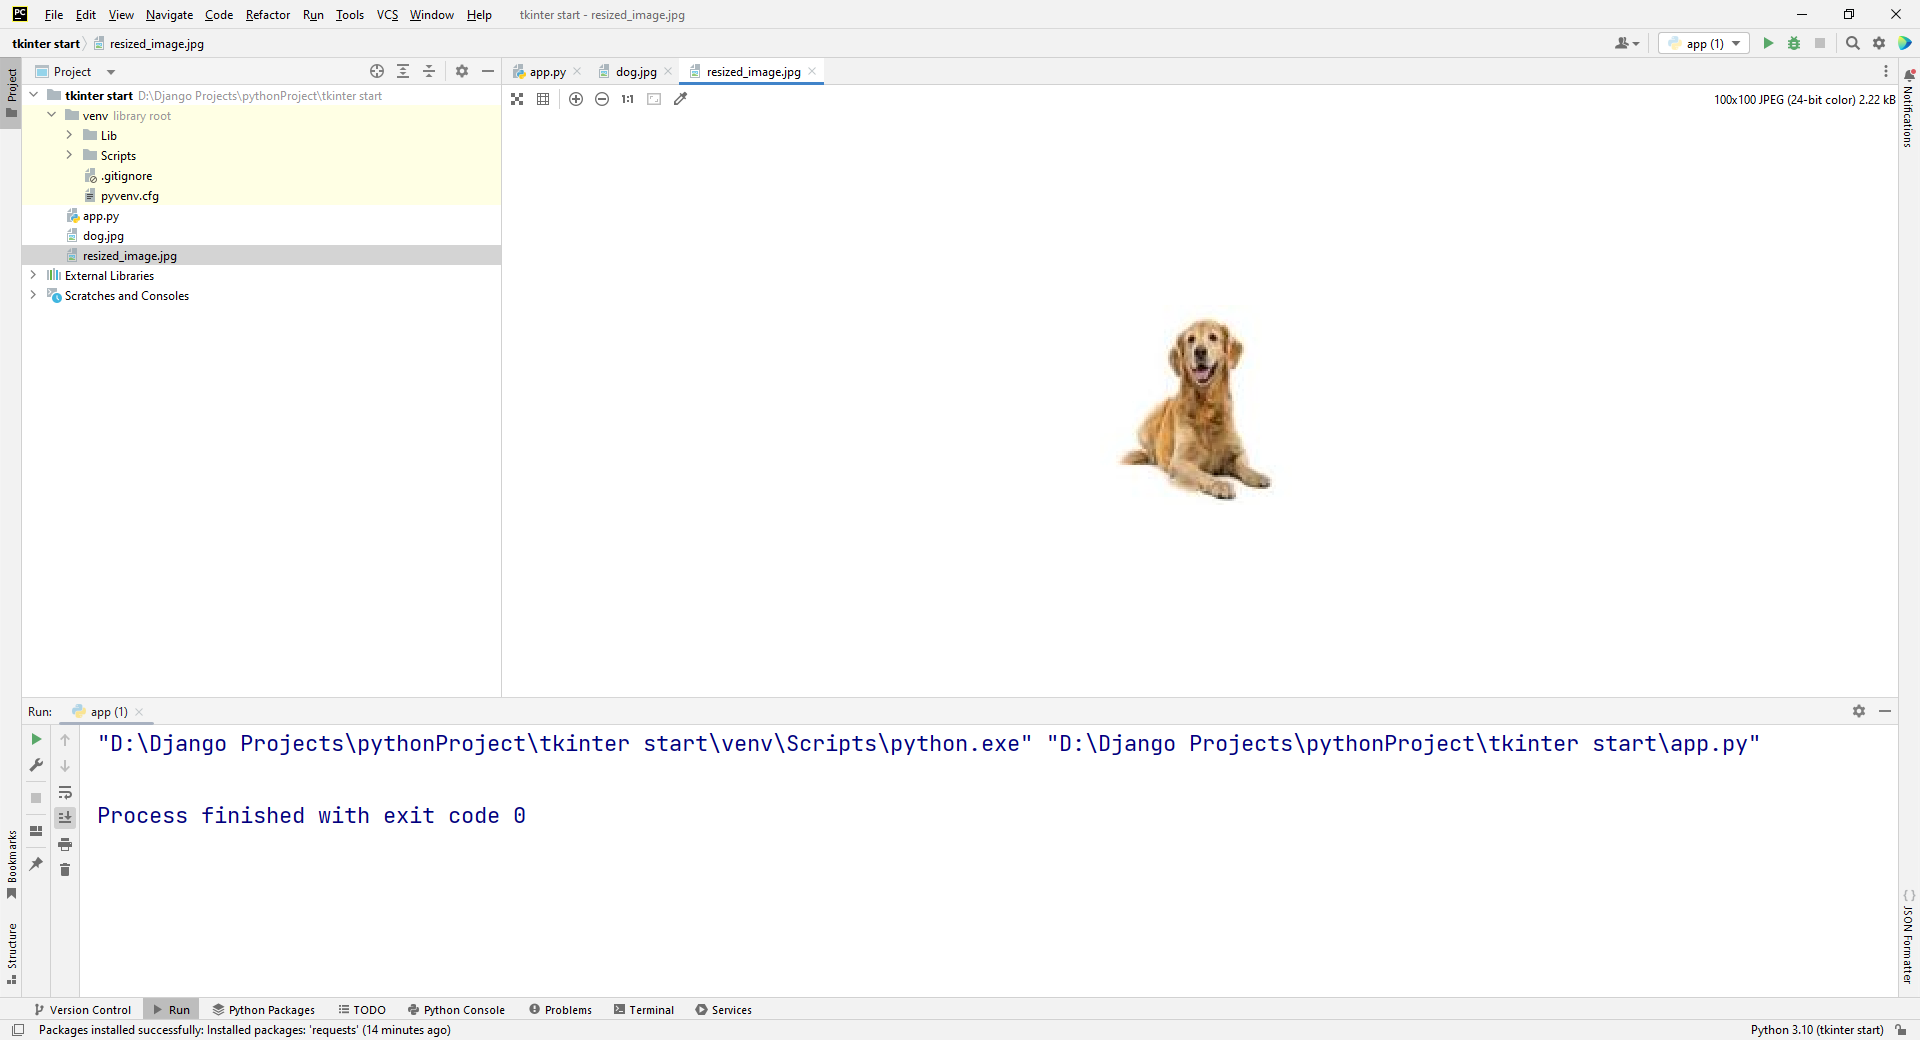 PC File Edit View Navigate Code Refactor Run Tools VCS Window Help tkinter start - resized_image.jpg
tkinter start resized_image.jpg app (1)
Project
Project
app.py dog.jpg resized_image.jpg
tkinter start D:\Django Projects\pythonProject\tkinter start
1:1
100x100 JPEG (24-bit color) 2.22 kB
venv library root
Lib
Scripts
.gitignore
pyvenv.cfg
app.py
dog.jpg
resized_image.jpg
External Libraries
Scratches and Consoles
Notifications
Run: app (1)
"D:\Django Projects\pythonProject\tkinter start\venv\Scripts\python.exe" "D:\Django Projects\pythonProject\tkinter start\app.py"
Process finished with exit code 0
Bookmarks
Structure
JSON Formatter
Version Control Run Python Packages TODO Python Console Problems Terminal Services
Packages installed successfully: Installed packages: 'requests' (14 minutes ago) Python 3.10 (tkinter start)